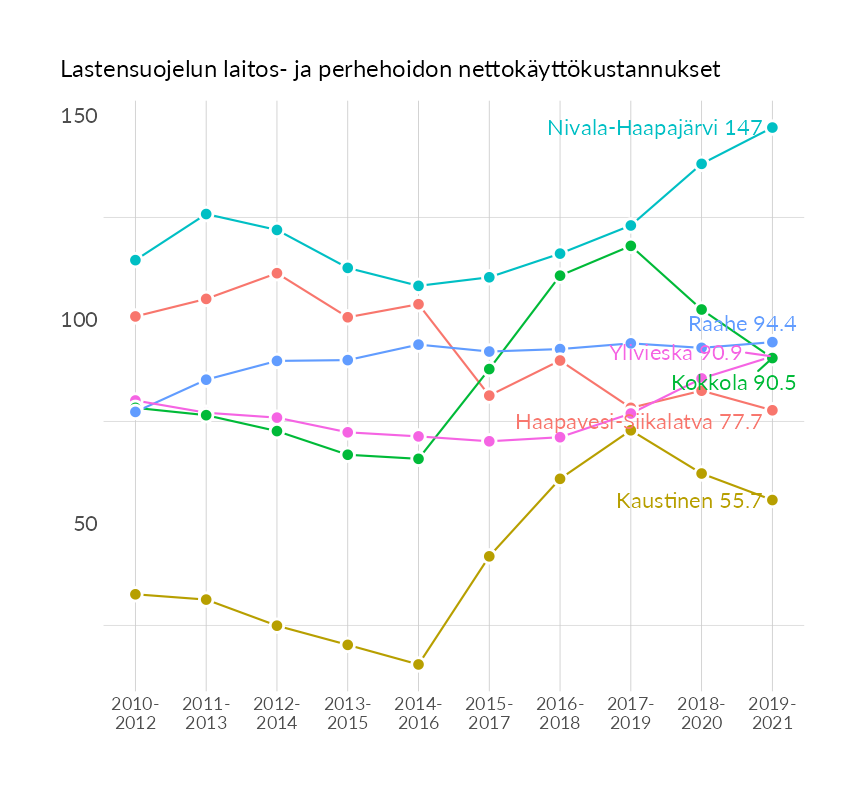 Lastensuojelun laitos- ja perhehoidon nettokäyttökustannukset
150
Nivala-Haapajärvi 147
100
Raahe 94.4
Ylivieska 90.9
Kokkola 90.5
Haapavesi-Siikalatva 77.7
50
Kaustinen 55.7
2010- 2011- 2012- 2013- 2014- 2015- 2016- 2017- 2018- 2019-
2012 2013 2014 2015 2016 2017 2018 2019 2020 2021